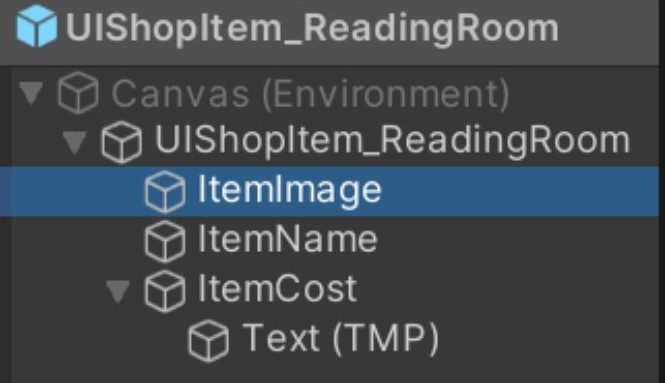 UIShopItem_ReadingRoom
Canvas (Environment)
UIShopItem_ReadingRoom
ItemImage
ItemName
ItemCost
Text (TMP)